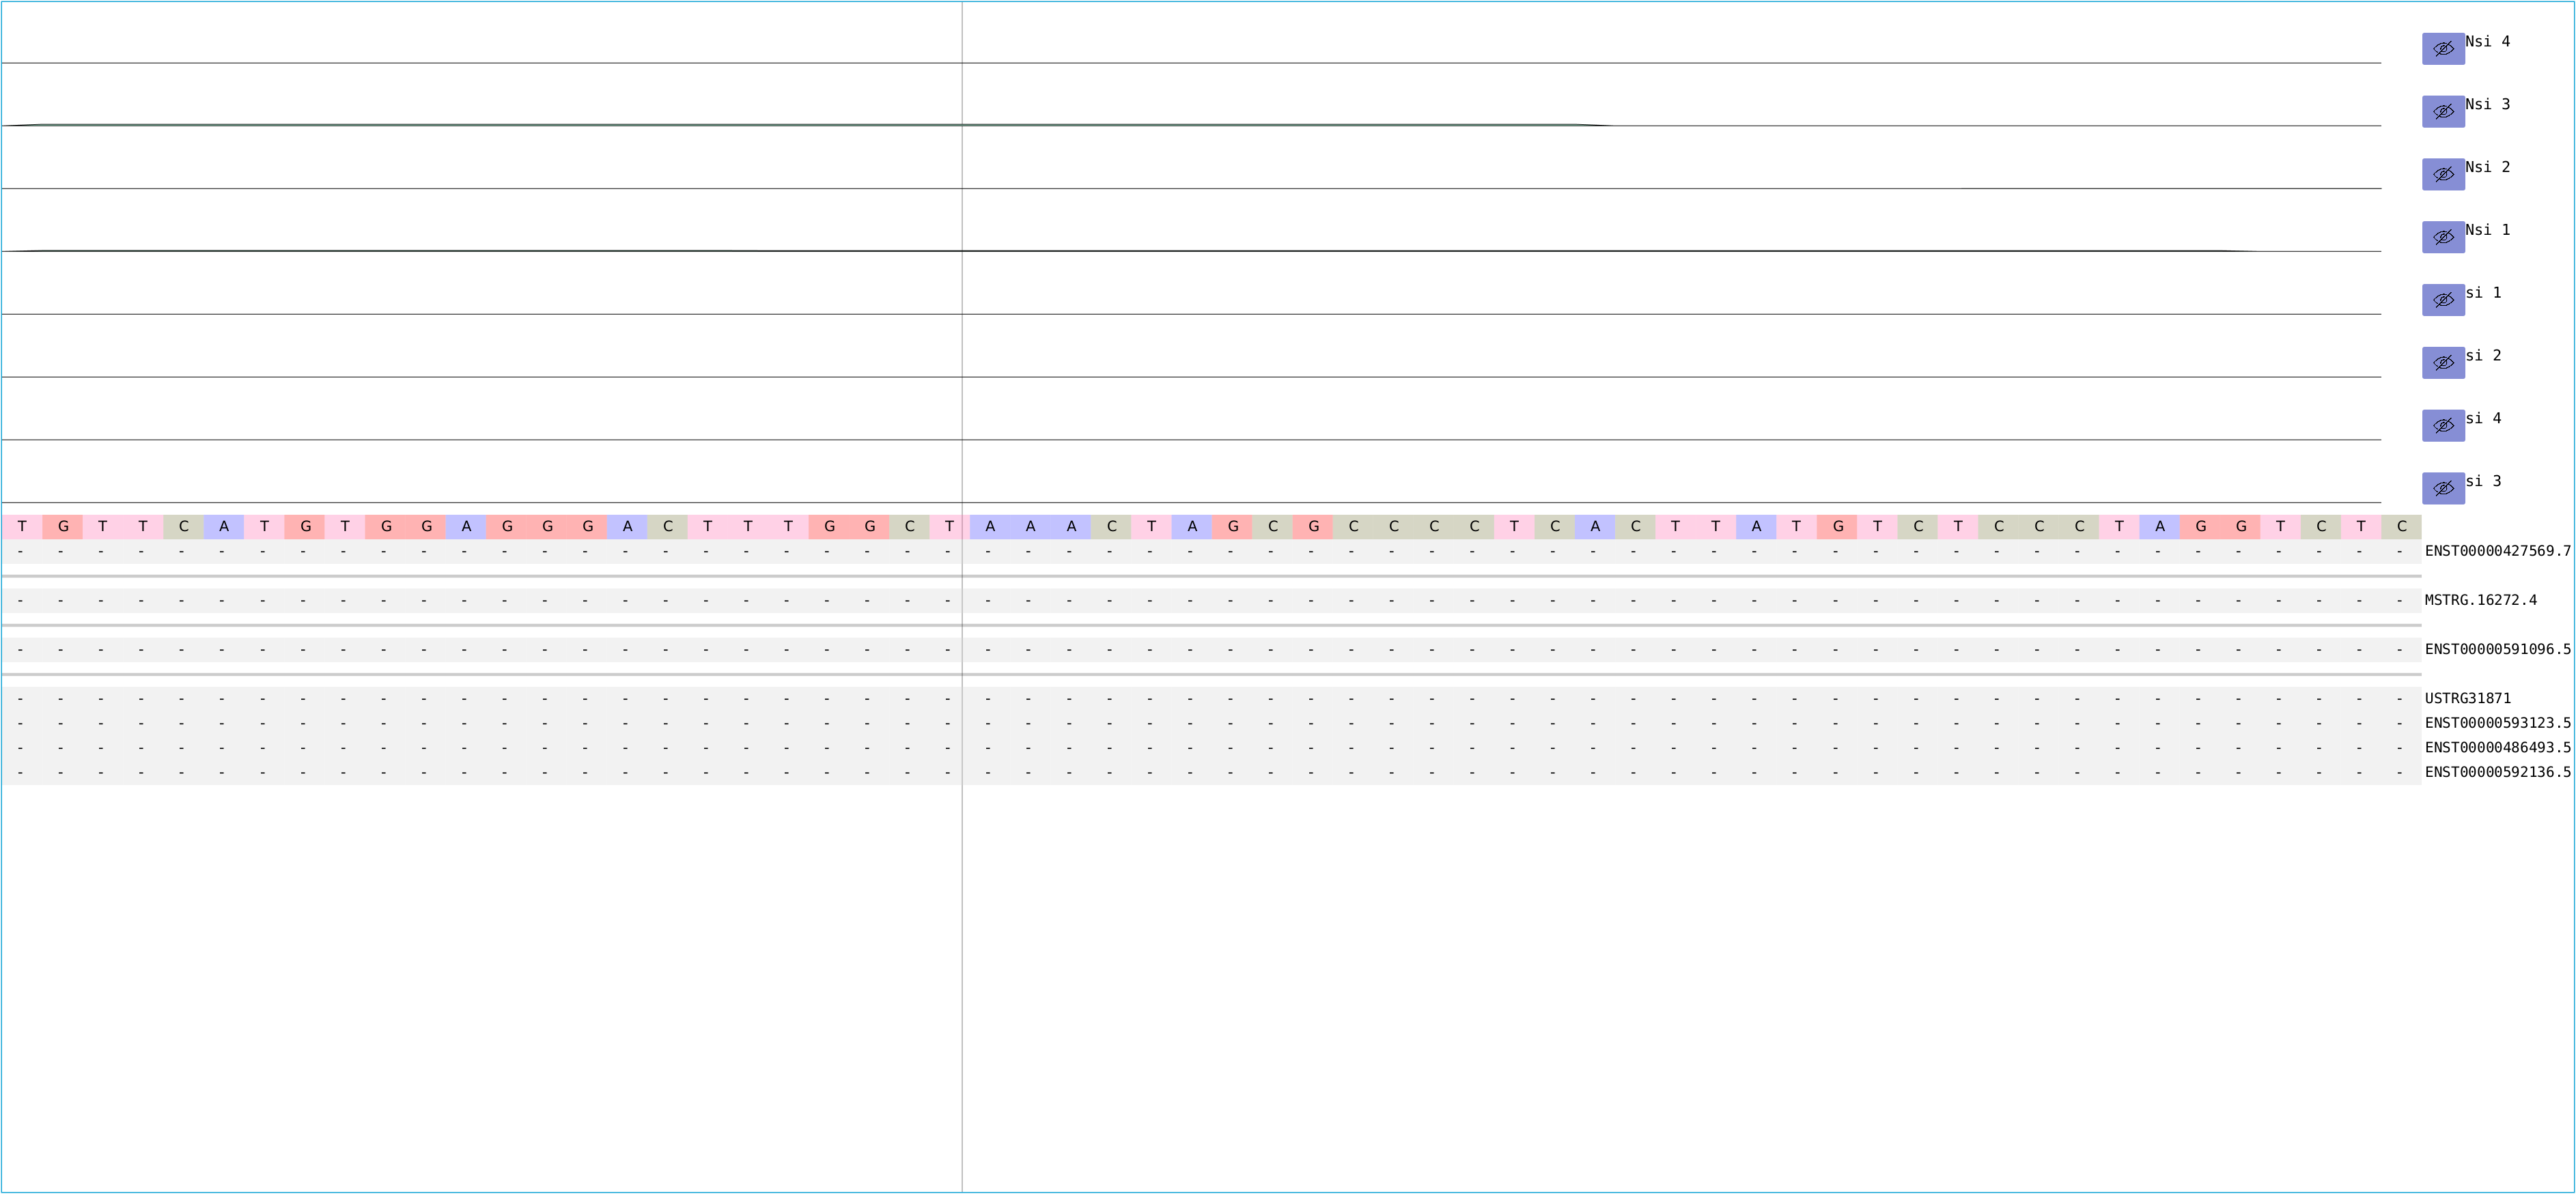 Nsi 4
Nsi 3
Nsi 2
Nsi 1
si 1
si 2
si 4
si 3
T G T T C A T G T G G A G G G A C T T T G G C T A A A C T A G C G C C C C T C A C T T A T G T C T C C C T A G G T C T C
- - - - - - - - - - - - - - - - - - - - - - - - - - - - - - - - - - - - - - - - - - - - - - - - - - - - - - - - - - - - ENST00000427569.7
- - - - - - - - - - - - - - - - - - - - - - - - - - - - - - - - - - - - - - - - - - - - - - - - - - - - - - - - - - - - MSTRG.16272.4
- - - - - - - - - - - - - - - - - - - - - - - - - - - - - - - - - - - - - - - - - - - - - - - - - - - - - - - - - - - - ENST00000591096.5
- - - - - - - - - - - - - - - - - - - - - - - - - - - - - - - - - - - - - - - - - - - - - - - - - - - - - - - - - - - - USTRG31871
- - - - - - - - - - - - - - - - - - - - - - - - - - - - - - - - - - - - - - - - - - - - - - - - - - - - - - - - - - - - ENST00000593123.5
- - - - - - - - - - - - - - - - - - - - - - - - - - - - - - - - - - - - - - - - - - - - - - - - - - - - - - - - - - - - ENST00000486493.5
- - - - - - - - - - - - - - - - - - - - - - - - - - - - - - - - - - - - - - - - - - - - - - - - - - - - - - - - - - - - ENST00000592136.5